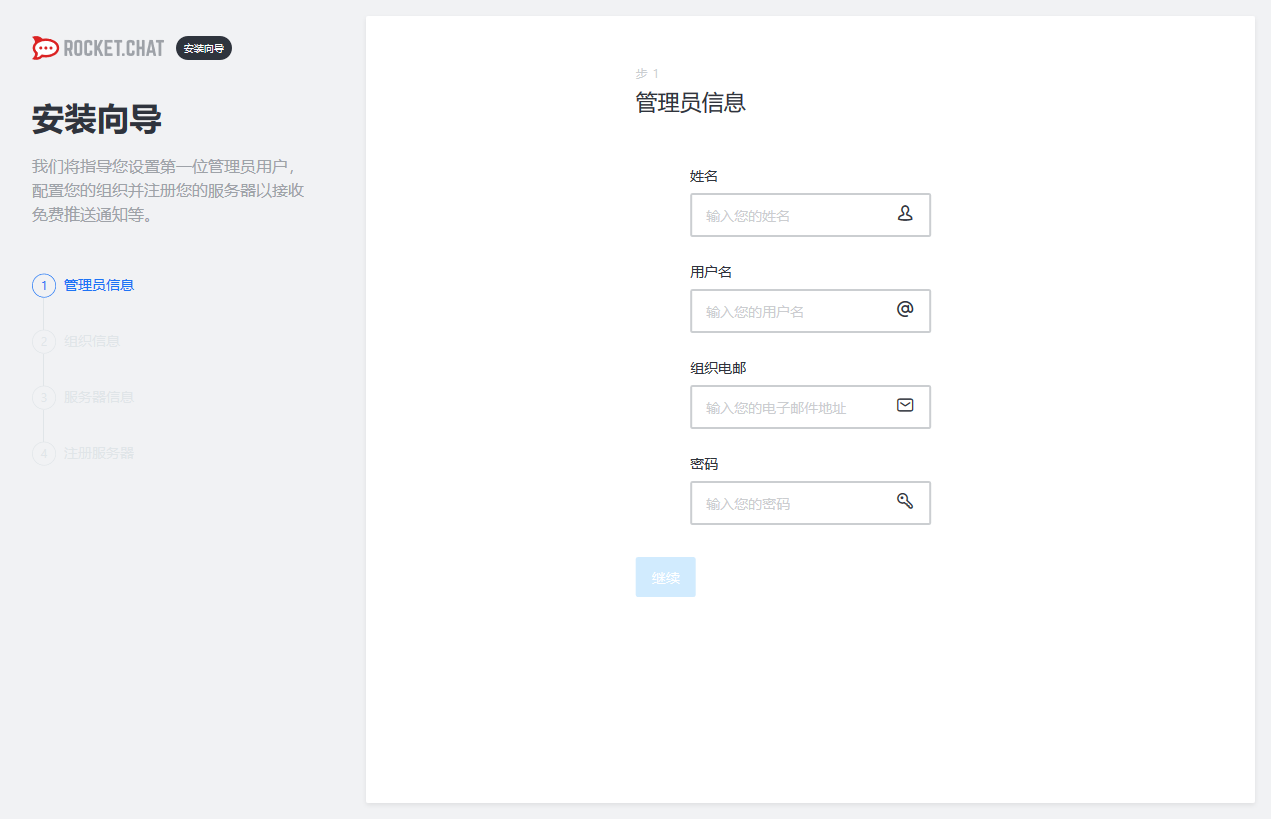 ROCKET.CHAT 安装向导
安装向导
我们将指导您设置第一位管理员用户，
配置您的组织并注册您的服务器以接收
免费推送通知等。
1 管理员信息
2 组织信息
3 服务器信息
4 注册服务器
步 1
管理员信息
姓名
输入您的姓名
用户名
输入您的用户名
@
组织电邮
输入您的电子邮件地址
密码
输入您的密码
继续